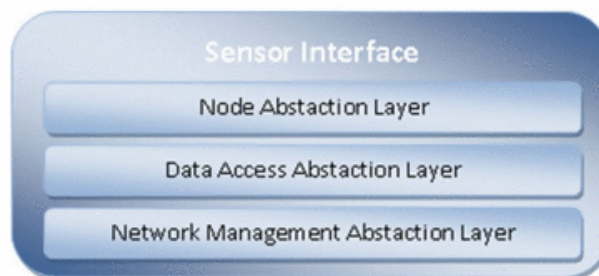 Sensor Interface
Node Abstaction Layer
Data Access Abstaction Layer
Network Management Abstaction Layer